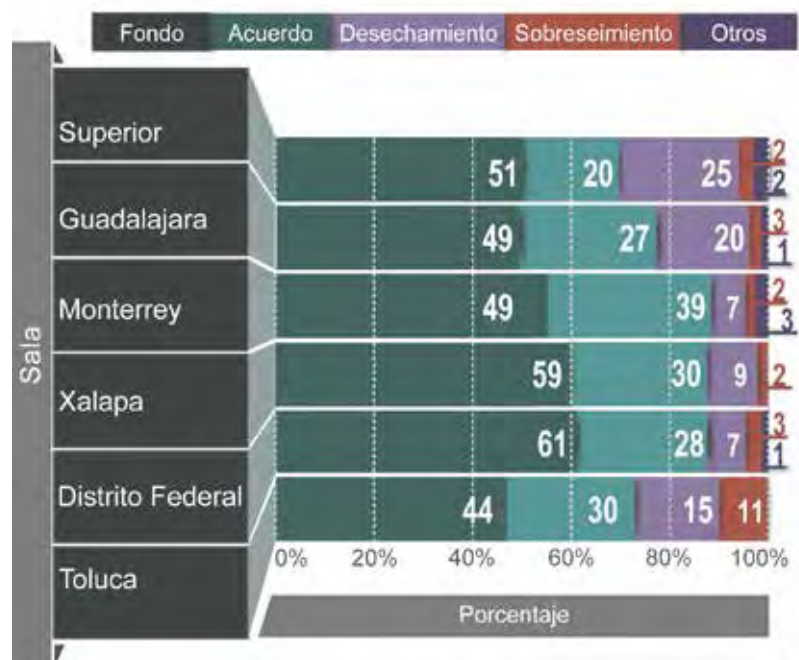 Fondo Acuerdo Desechamiento Sobreseimiento Otros
Sala
Superior
51 20 25 2 2
Guadalajara
49 27 20 3 1
Monterrey
49 39 7 2 3
Xalapa
59 30 9 2
Distrito Federal
61 28 7 3 1
Toluca
44 30 15 11
0% 20% 40% 60% 80% 100%
Porcentaje